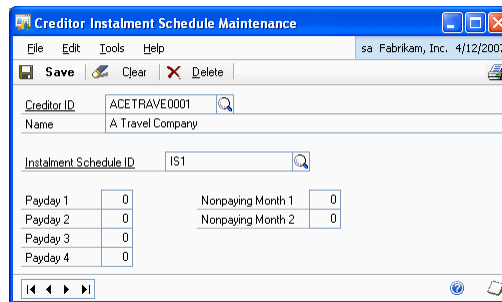 Creditor Instalment Schedule Maintenance
File Edit Tools Help sa Fabrikam, Inc. 4/12/2007
Save Clear Delete
Creditor ID ACETRAVE0001
Name A Travel Company
Instalment Schedule ID IS1
Payday 1 0 Nonpaying Month 1 0
Payday 2 0 Nonpaying Month 2 0
Payday 3 0
Payday 4 0